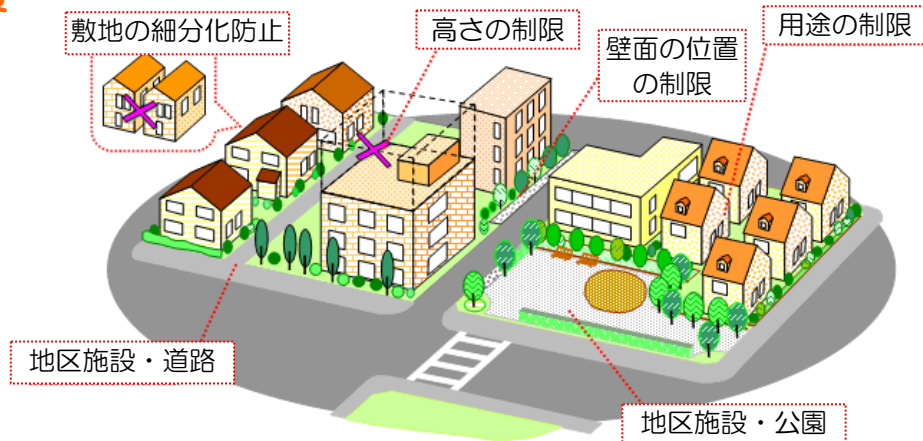 敷地の細分化防止
高さの制限
壁面の位置
の制限
用途の制限
地区施設・道路
地区施設・公園